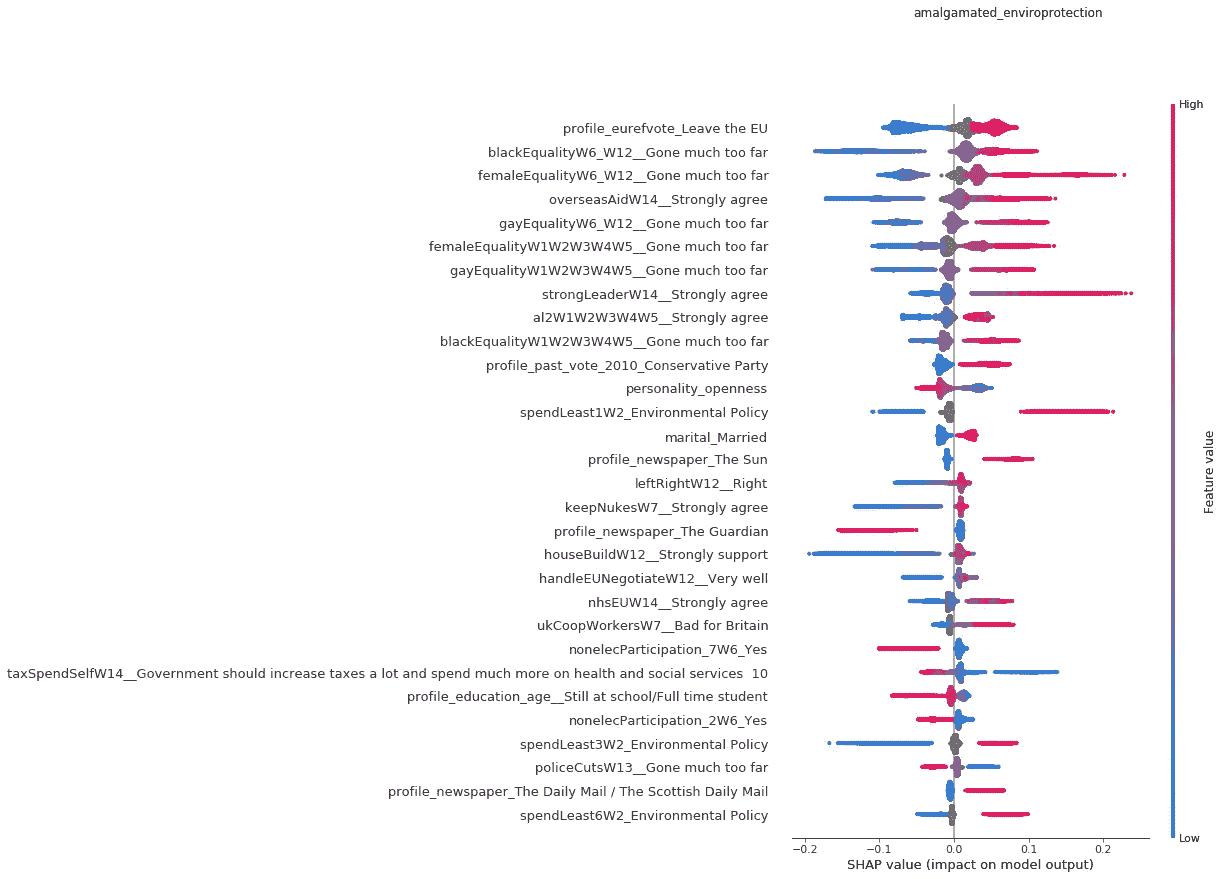 amalgamated_enviroprotection
High
profile_eurefvote_Leave the EU
blackEqualityW6_W12__Gone much too far
femaleEqualityW6_W12__Gone much too far
overseasAidW14__Strongly agree
gayEqualityW6_W12__Gone much too far
femaleEqualityW1W2W3W4W5__Gone much too far
gayEqualityW1W2W3W4W5__Gone much too far
strongLeaderW14__Strongly agree
al2W1W2W3W4W5__Strongly agree
blackEqualityW1W2W3W4W5__Gone much too far
profile_past_vote_2010_Conservative Party
personality_openness
spendLeast1W2_Environmental Policy
marital_Married
profile_newspaper_The Sun
leftRightW12__Right
keepNukesW7__Strongly agree
profile_newspaper_The Guardian
houseBuildW12__Strongly support
handleEUNegotiateW12__Very well
nhsEUW14__Strongly agree
ukCoopWorkersW7__Bad for Britain
nonelecParticipation_7W6_Yes
taxSpendSelfW14__Government should increase taxes a lot and spend much more on health and social services  10
profile_education_age__Still at school/Full time student
nonelecParticipation_2W6_Yes
spendLeast3W2_Environmental Policy
policeCutsW13__Gone much too far
profile_newspaper_The Daily Mail / The Scottish Daily Mail
spendLeast6W2_Environmental Policy
Feature value
Low
−0.2 −0.1 0.0 0.1 0.2
SHAP value (impact on model output)